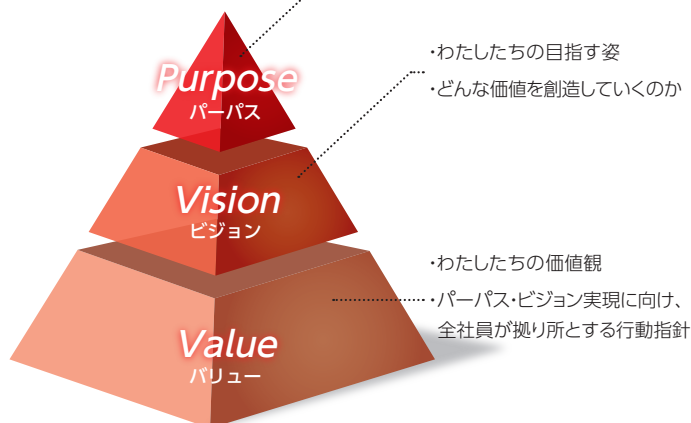 Purpose
パーパス
・わたしたちの目指す姿
・どんな価値を創造していくのか
Vision
ビジョン
・わたしたちの価値観
・パーパス・ビジョン実現に向け、
全社員が拠り所とする行動指針
Value
バリュー